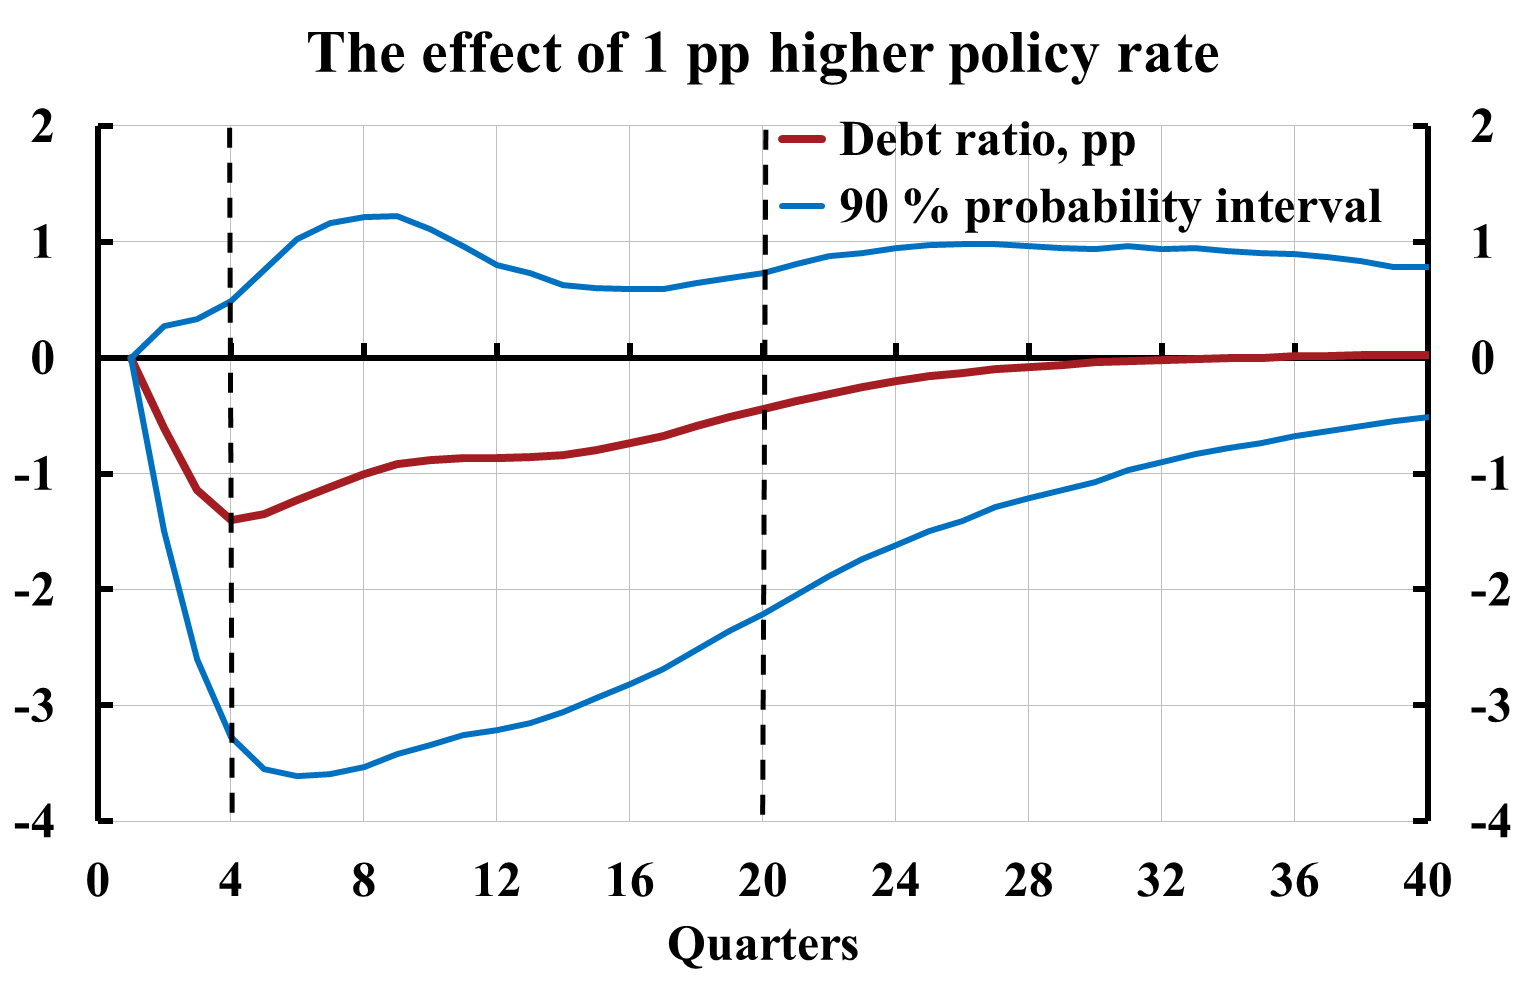 The effect of 1 pp higher policy rate
2 2
Debt ratio, pp
90 % probability interval
1 1
0 0
-1 -1
-2 -2
-3 -3
-4 -4
0 4 8 12 16 20 24 28 32 36 40
Quarters